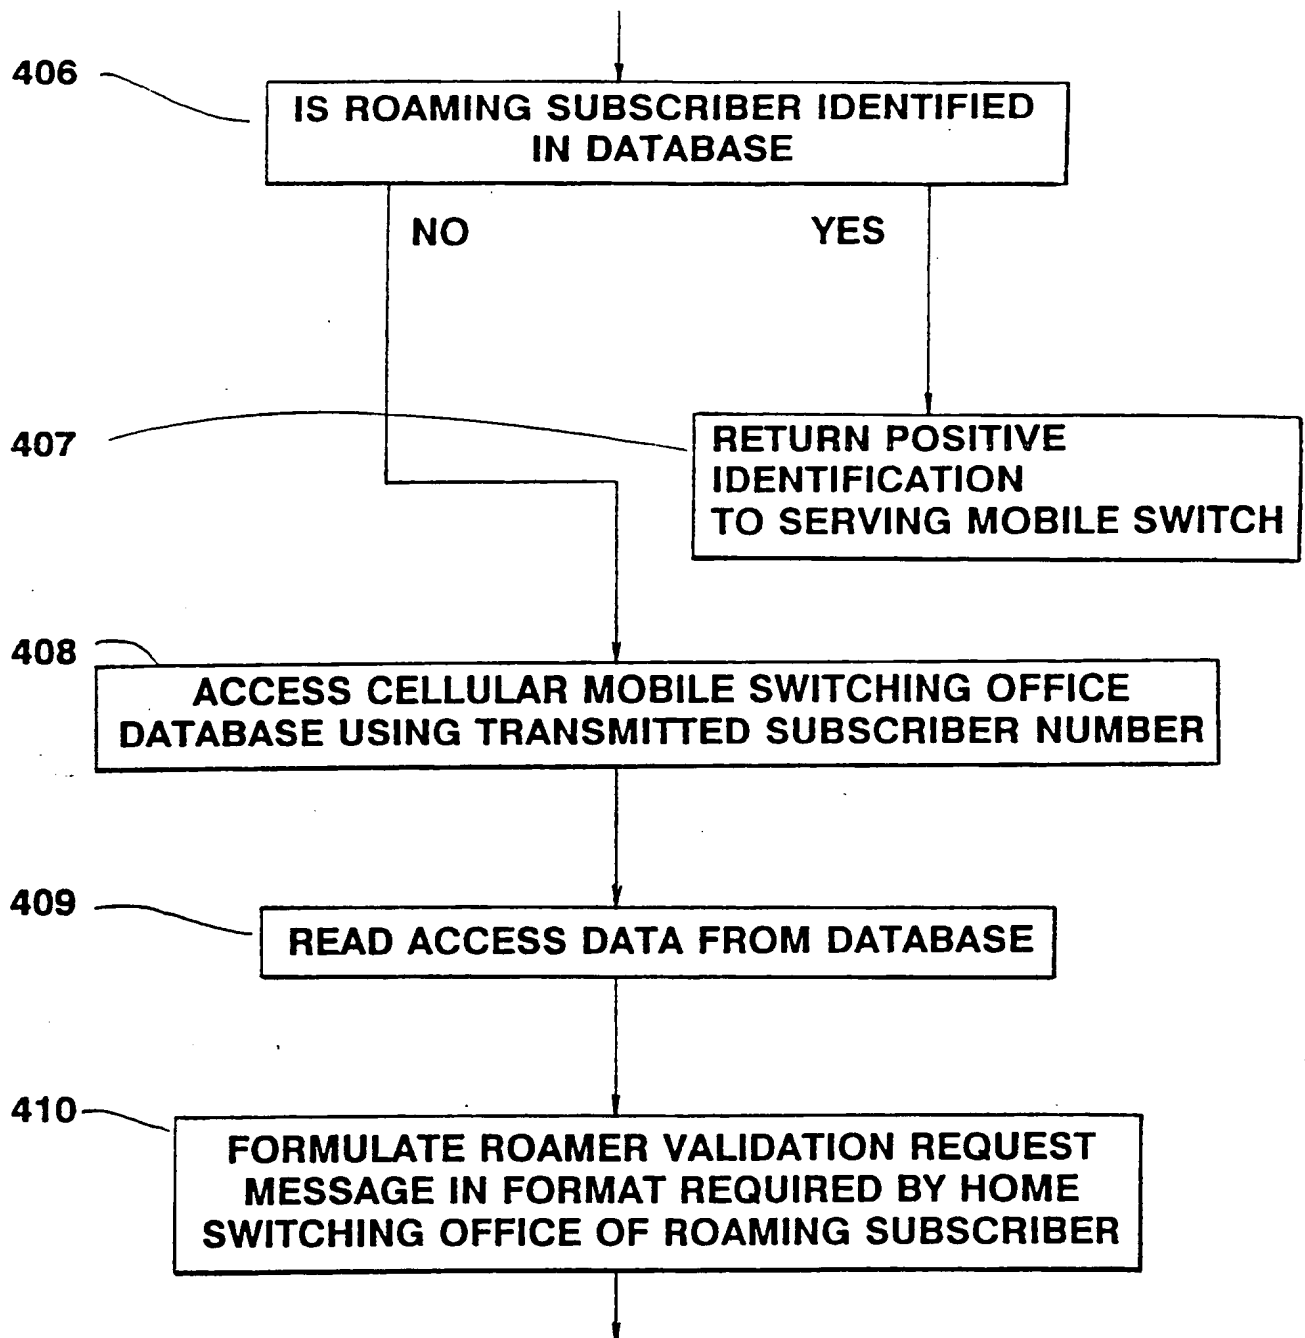 406
IS ROAMING SUBSCRIBER IDENTIFIED
IN DATABASE
NO
YES
407
RETURN POSITIVE
IDENTIFICATION
TO SERVING MOBILE SWITCH
408
ACCESS CELLULAR MOBILE SWITCHING OFFICE
DATABASE USING TRANSMITTED SUBSCRIBER NUMBER
409
READ ACCESS DATA FROM DATABASE
410
FORMULATE ROAMER VALIDATION REQUEST
MESSAGE IN FORMAT REQUIRED BY HOME
SWITCHING OFFICE OF ROAMING SUBSCRIBER